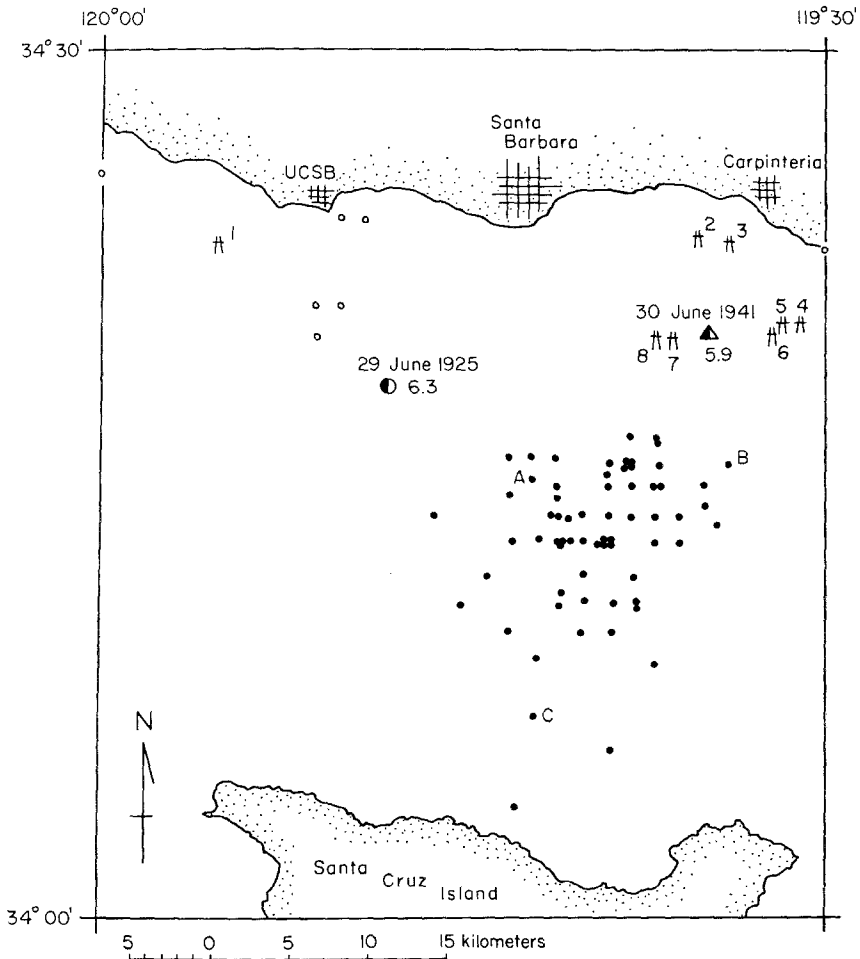 120°00'
119°30'
34°30'
Santa
Barbara
UCSB
Carpinteria
1
2
3
30 June 1941
5 4
8
7
5.9
6
29 June 1925
6.3
A
B
C
N
Santa
Cruz
Island
34°00'
5 0 5 10 15 kilometers